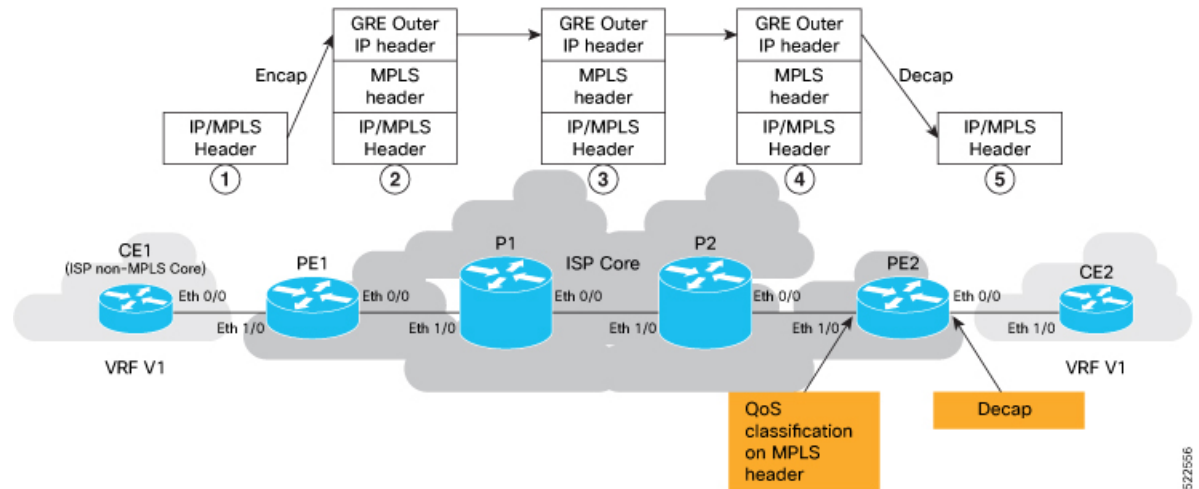 GRE Outer
IP header
GRE Outer
IP header
GRE Outer
IP header
Encap
MPLS
header
MPLS
header
MPLS
header
Decap
IP/MPLS
Header
IP/MPLS
Header
IP/MPLS
Header
IP/MPLS
Header
IP/MPLS
Header
1
2
3
4
5
CE1
(ISP non-MPLS Core)
PE1
P1
ISP Core
P2
PE2
CE2
Eth 0/0
Eth 1/0
Eth 0/0
Eth 1/0
Eth 0/0
Eth 0/0
Eth 1/0
Eth 0/0
Eth 1/0
VRF V1
VRF V1
QoS
classification
on MPLS
header
Decap
522556